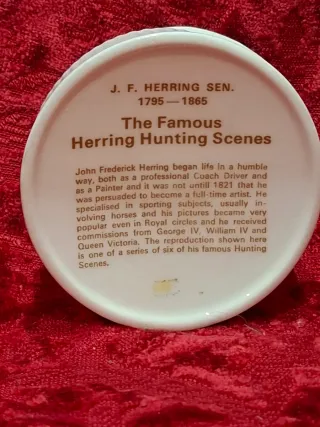 J. F. HERRING SEN.
1795 — 1865
The Famous
Herring Hunting Scenes
John Frederick Herring began life in a humble
way, both as a professional Coach Driver and
as a Painter and it was not untill 1821 that he
was persuaded to become a full-time artist. He
specialised in sporting subjects, usually in-
volving horses and his pictures became very
popular even in Royal circles and he received
commissions from George IV, William IV and
Queen Victoria. The reproduction shown here
is one of a series of six of his famous Hunting
Scenes.